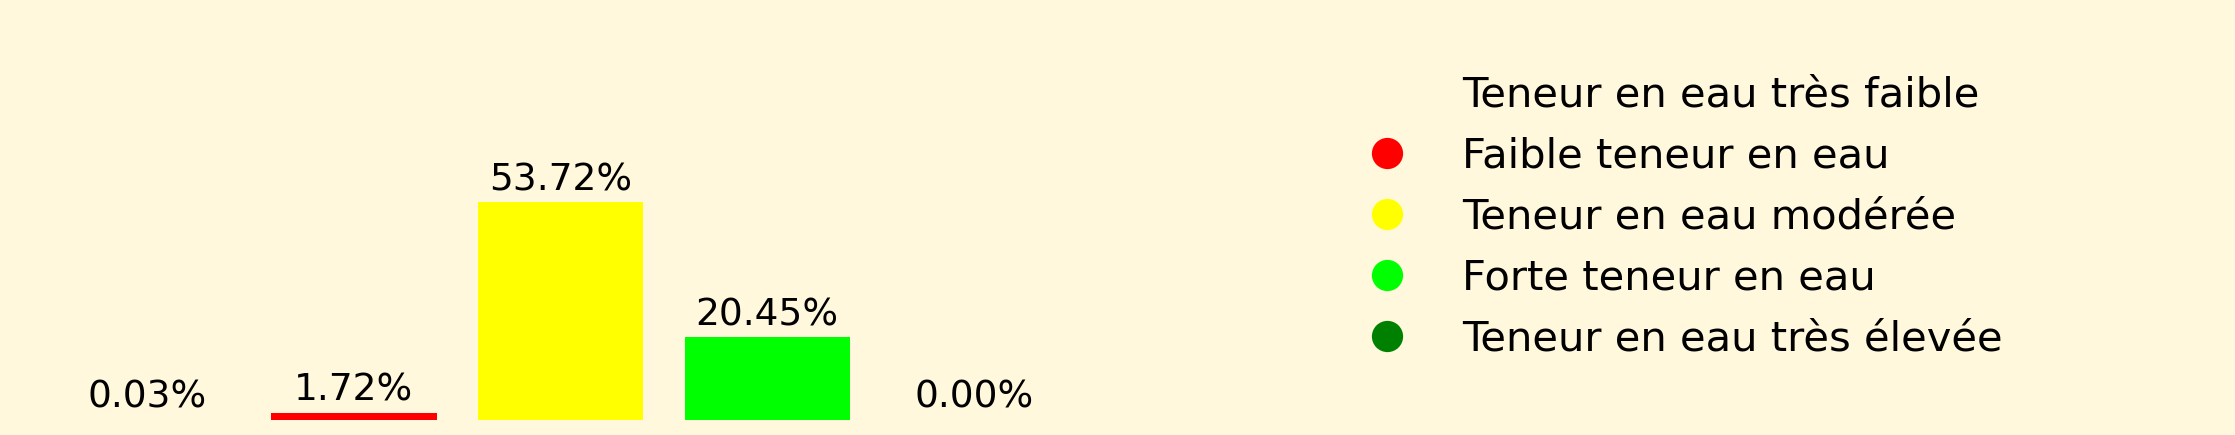 53.72%
20.45%
1.72%
0.03%
0.00%
Teneur en eau très faible
Faible teneur en eau
Teneur en eau modérée
Forte teneur en eau
Teneur en eau très élevée